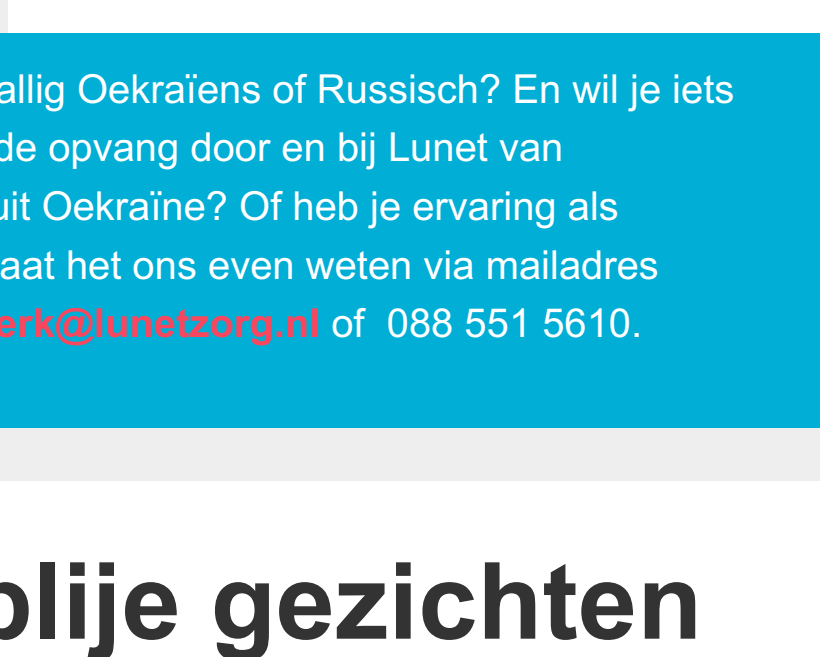 allig Oekraïens of Russisch? En wil je iets
de opvang door en bij Lunet van
uit Oekraïne? Of heb je ervaring als
aat het ons even weten via mailadres
erk@lunetzorg.nl of  088 551 5610.
blije gezichten